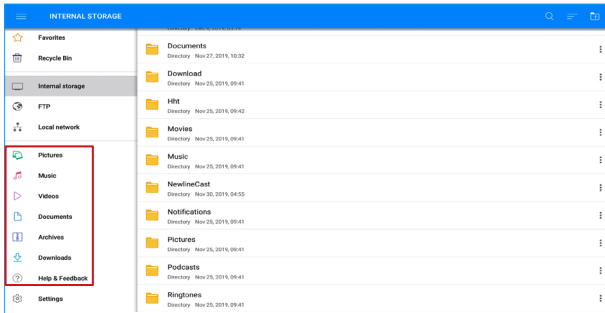 INTERNAL STORAGE
Favorites
Recycle Bin
Internal storage
FTP
Local network
Pictures
Music
Videos
Documents
Archives
Downloads
Help & Feedback
Settings
Documents
Directory Nov 27, 2019, 10:32
Download
Directory Nov 25, 2019, 09:41
Hht
Directory Nov 25, 2019, 09:42
Movies
Directory Nov 25, 2019, 09:41
Music
Directory Nov 25, 2019, 09:41
NewlineCast
Directory Nov 30, 2019, 04:55
Notifications
Directory Nov 25, 2019, 09:41
Pictures
Directory Nov 25, 2019, 09:41
Podcasts
Directory Nov 25, 2019, 09:41
Ringtones
Directory Nov 25, 2019, 09:41